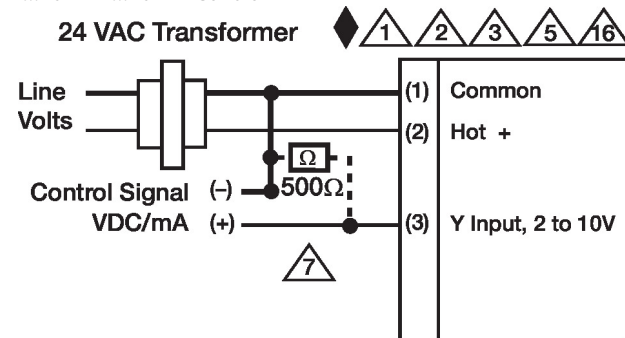 24 VAC Transformer
1 2 3 5 16
Line
Volts
(1) Common
(2) Hot +
Ω
500Ω
Control Signal (–)
VDC/mA (+)
(3) Y Input, 2 to 10V
7